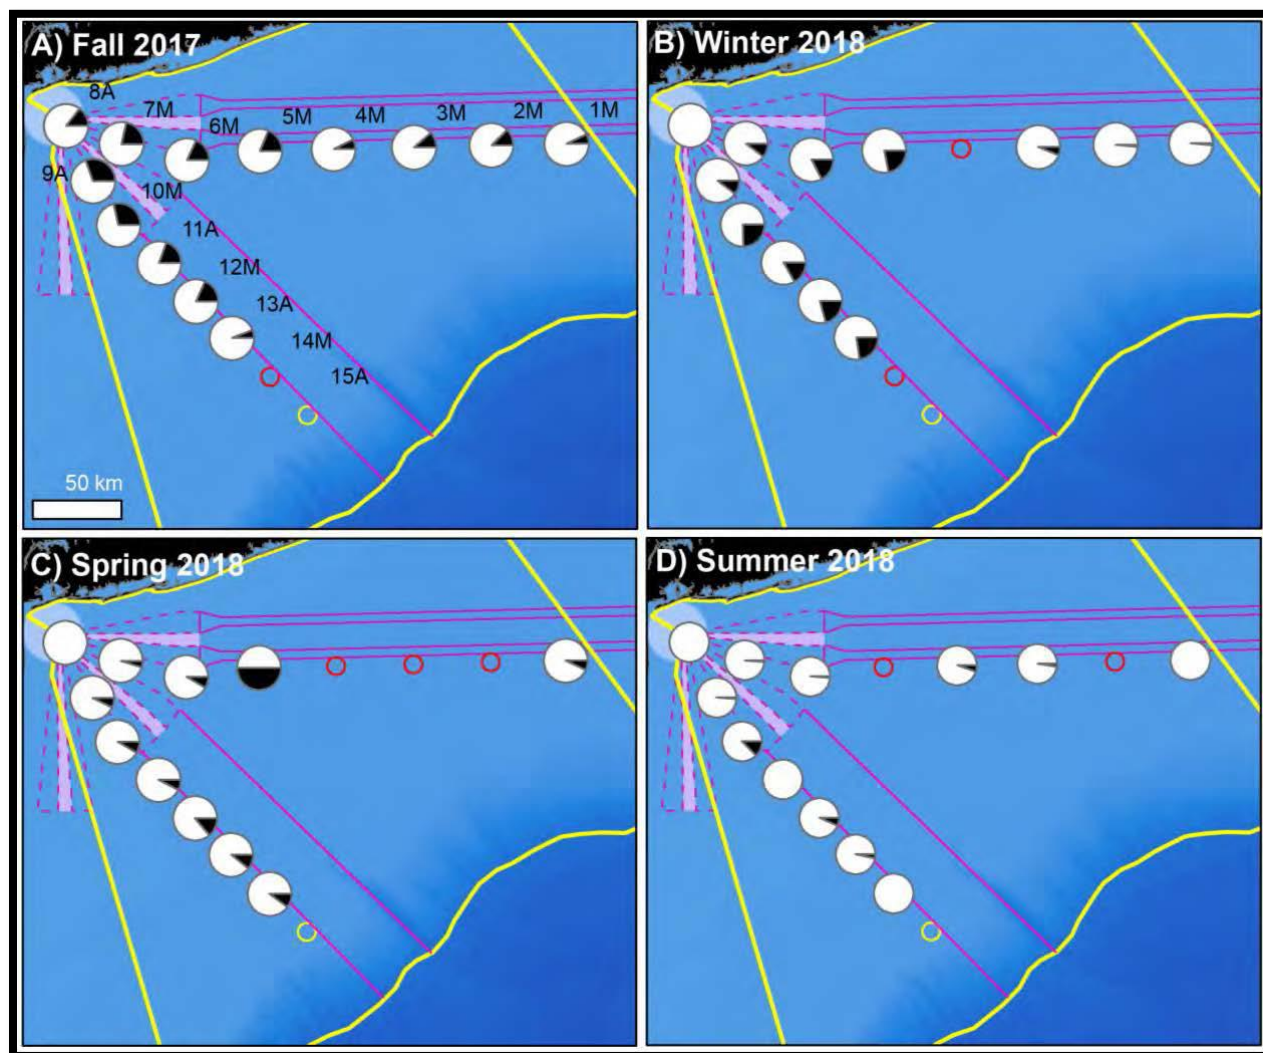 A) Fall 2017
8A
7M
6M
5M
4M
3M
2M
1M
9A
10M
11A
12M
13A
14M
15A
50 km
B) Winter 2018
C) Spring 2018
D) Summer 2018